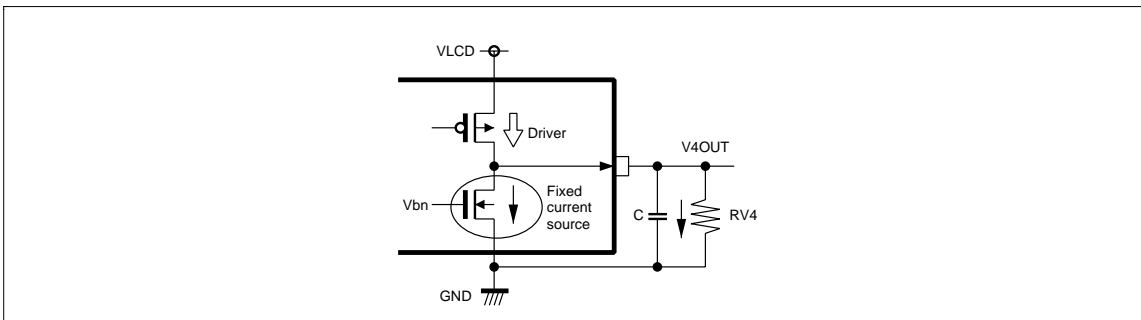 VLCD
Driver
V4OUT
Vbn
Fixed
current
source
C
RV4
GND